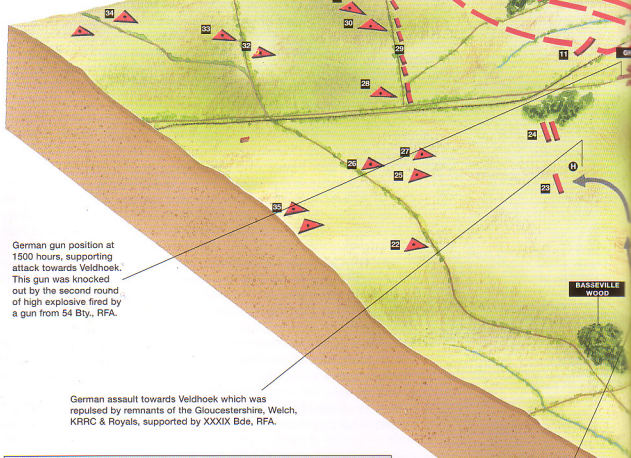 34
33
32
30
29
28
11
24
27
26
25
H
23
35
22
BASSEVILLE
WOOD
German gun position at
1500 hours, supporting
attack towards Veldhoek.
This gun was knocked
out by the second round
of high explosive fired by
a gun from 54 Bty., RFA.
German assault towards Veldhoek which was
repulsed by remnants of the Gloucestershire, Welch,
KRRC & Royals, supported by XXXIX Bde, RFA.